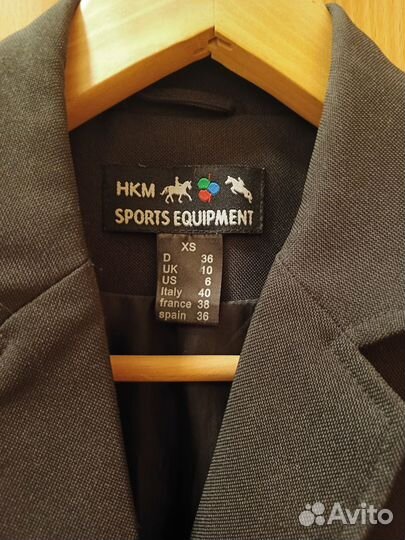 HKM
SPORTS EQUIPMENT
XS
D 36
UK 10
US 6
Italy 40
france 38
spain 36
Avito